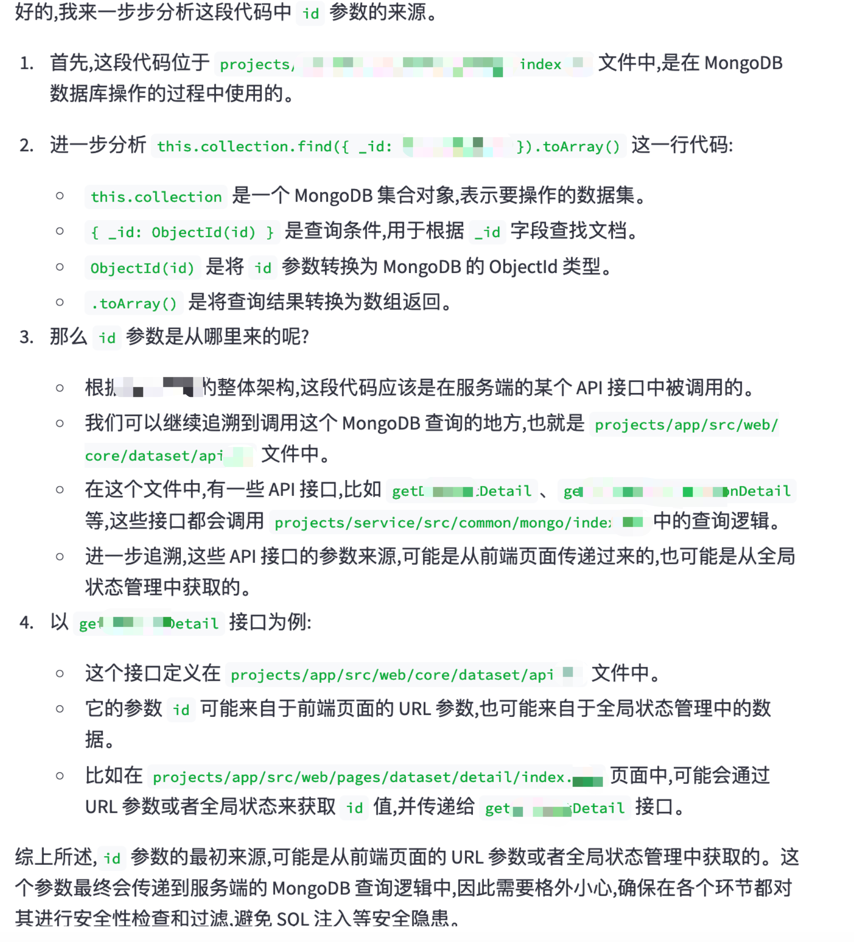 好的,我来一步步分析这段代码中 id 参数的来源。
1. 首先,这段代码位于 projects/ index 文件中,是在 MongoDB
数据库操作的过程中使用的。
2. 进一步分析 this.collection.find({ _id: }).toArray() 这一行代码:
○ this.collection 是一个 MongoDB 集合对象,表示要操作的数据集。
○ { _id: ObjectId(id) } 是查询条件,用于根据 _id 字段查找文档。
○ ObjectId(id) 是将 id 参数转换为 MongoDB 的 ObjectId 类型。
○ .toArray() 是将查询结果转换为数组返回。
3. 那么 id 参数是从哪里来的呢?
○ 根据 的整体架构,这段代码应该是在服务端的某个 API 接口中被调用的。
○ 我们可以继续追溯到调用这个 MongoDB 查询的地方,也就是 projects/app/src/web/
core/dataset/api 文件中。
○ 在这个文件中,有一些 API 接口,比如 get Detail 、 ge nDetail
等,这些接口都会调用 projects/service/src/common/mongo/index 中的查询逻辑。
○ 进一步追溯,这些 API 接口的参数来源,可能是从前端页面传递过来的,也可能是从全局
状态管理中获取的。
4. 以 get etail 接口为例:
○ 这个接口定义在 projects/app/src/web/core/dataset/api 文件中。
○ 它的参数 id 可能来自于前端页面的 URL 参数,也可能来自于全局状态管理中的数
据。
○ 比如在 projects/app/src/web/pages/dataset/detail/index. 页面中,可能会通过
URL 参数或者全局状态来获取 id 值,并传递给 get Detail 接口。
综上所述, id 参数的最初来源,可能是从前端页面的 URL 参数或者全局状态管理中获取的。这
个参数最终会传递到服务端的 MongoDB 查询逻辑中,因此需要格外小心,确保在各个环节都对
其进行安全性检查和过滤,避免 SQL 注入等安全隐患。